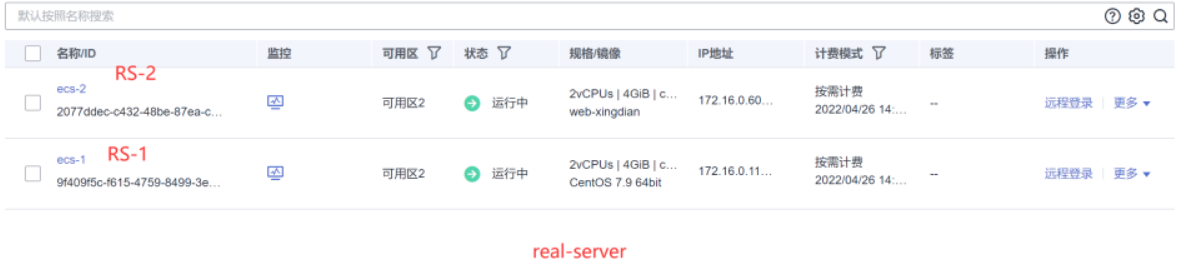 默认按照名称搜索
名称/ID 监控 可用区 状态 规格/镜像 IP地址 计费模式 标签 操作
RS-2
ecs-2
2077ddec-c432-48be-87ea-c...
可用区2 运行中
2vCPUs | 4GiB | c...
web-xingdian
172.16.0.60...
按需计费
2022/04/26 14:...
--
远程登录 更多
RS-1
ecs-1
9f409f5c-f615-4759-8499-3e...
可用区2 运行中
2vCPUs | 4GiB | c...
CentOS 7.9 64bit
172.16.0.11...
按需计费
2022/04/26 14:...
--
远程登录 更多
real-server